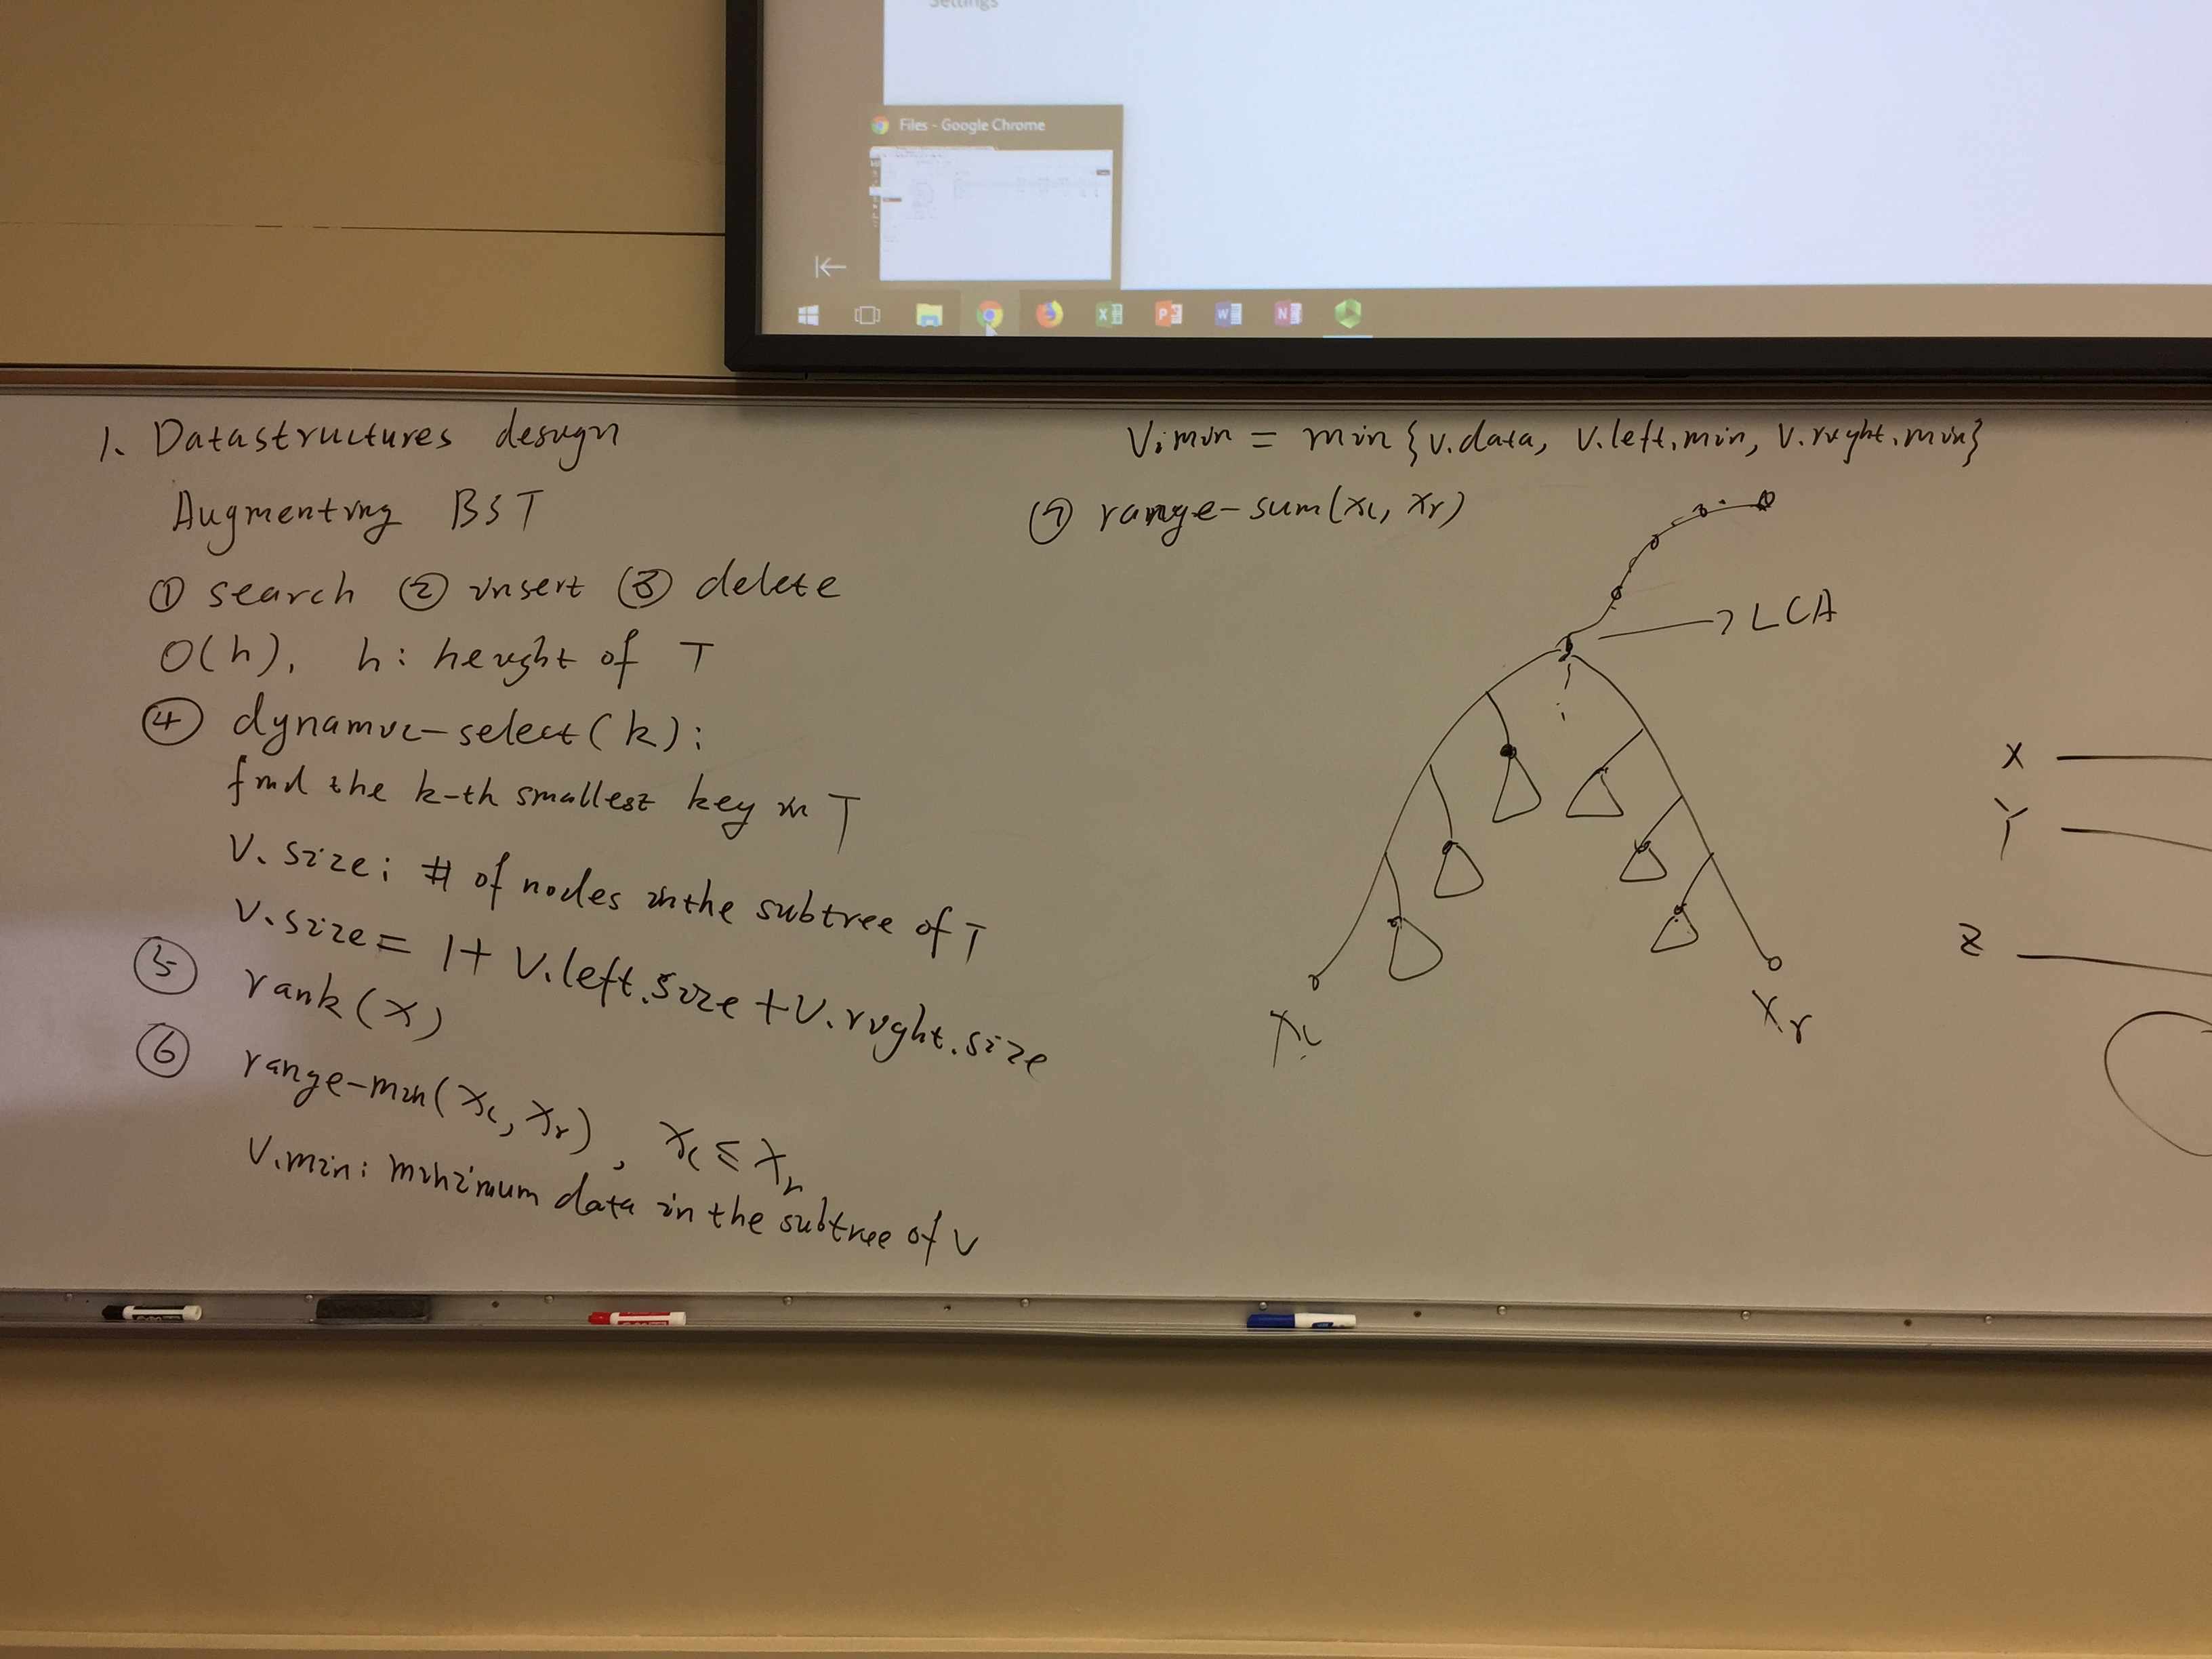 Settings
Files - Google Chrome
1. Datastructures design
Augmenting BST
① search ② insert ③ delete
O(h), h: height of T
④ dynamic-select(k):
find the k-th smallest key in T
V.size: # of nodes in the subtree of T
V.size = 1+ V.left.size + V.right.size
⑤ rank(x)
⑥ range-min(x_l, x_r), x_l ≤ x_r
V.min: minimum data in the subtree of V
V.min = min {v.data, v.left.min, v.right.min}
⑦ range-sum(x_l, x_r)
LCA
x_l
x_r
X
Y
Z